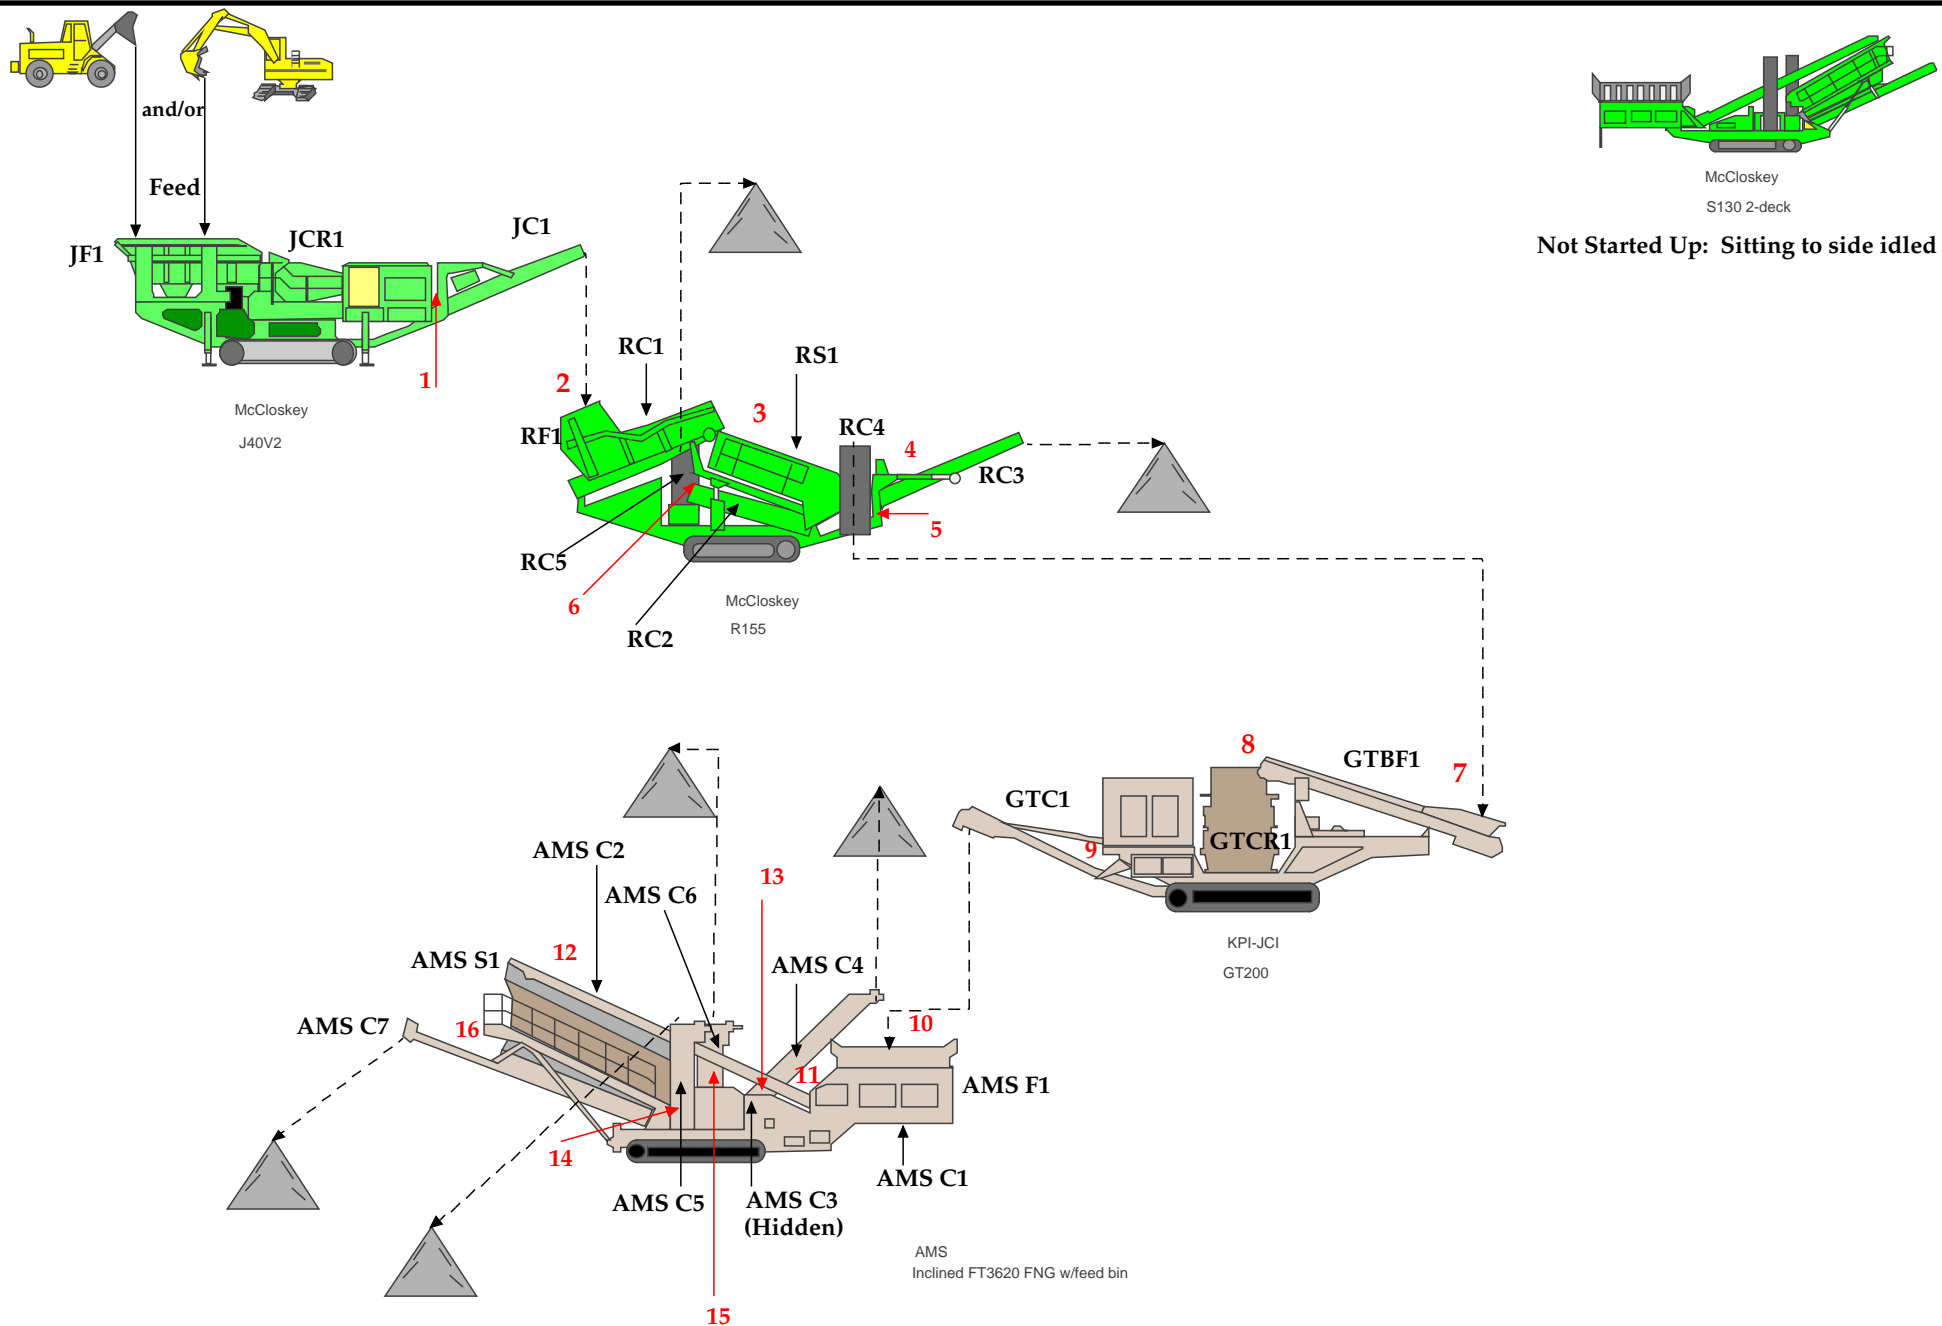 and/or
Feed
JF1
JCR1
JC1
1
McCloskey
J40V2
McCloskey
S130 2-deck
Not Started Up:  Sitting to side idled
2
RC1
RS1
3
RF1
RC4
4
RC3
5
RC5
6
RC2
McCloskey
R155
8
GTBF1
7
GTC1
9
GTCR1
KPI-JCI
GT200
AMS C2
AMS C6
13
AMS S1
12
AMS C4
AMS C7
16
10
11
AMS F1
14
AMS C5
AMS C3
(Hidden)
AMS C1
15
AMS
Inclined FT3620 FNG w/feed bin